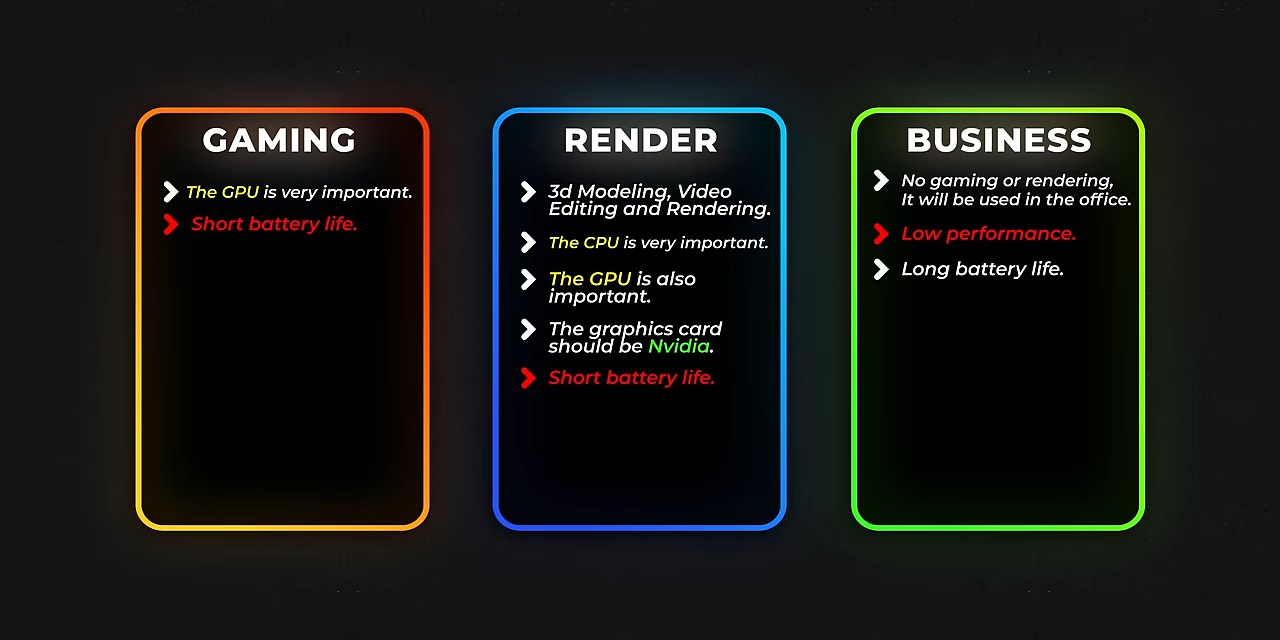 GAMING
The GPU is very important.
Short battery life.
RENDER
3d Modeling, Video
Editing and Rendering.
The CPU is very important.
The GPU is also
important.
The graphics card
should be Nvidia.
Short battery life.
BUSINESS
No gaming or rendering,
It will be used in the office.
Low performance.
Long battery life.